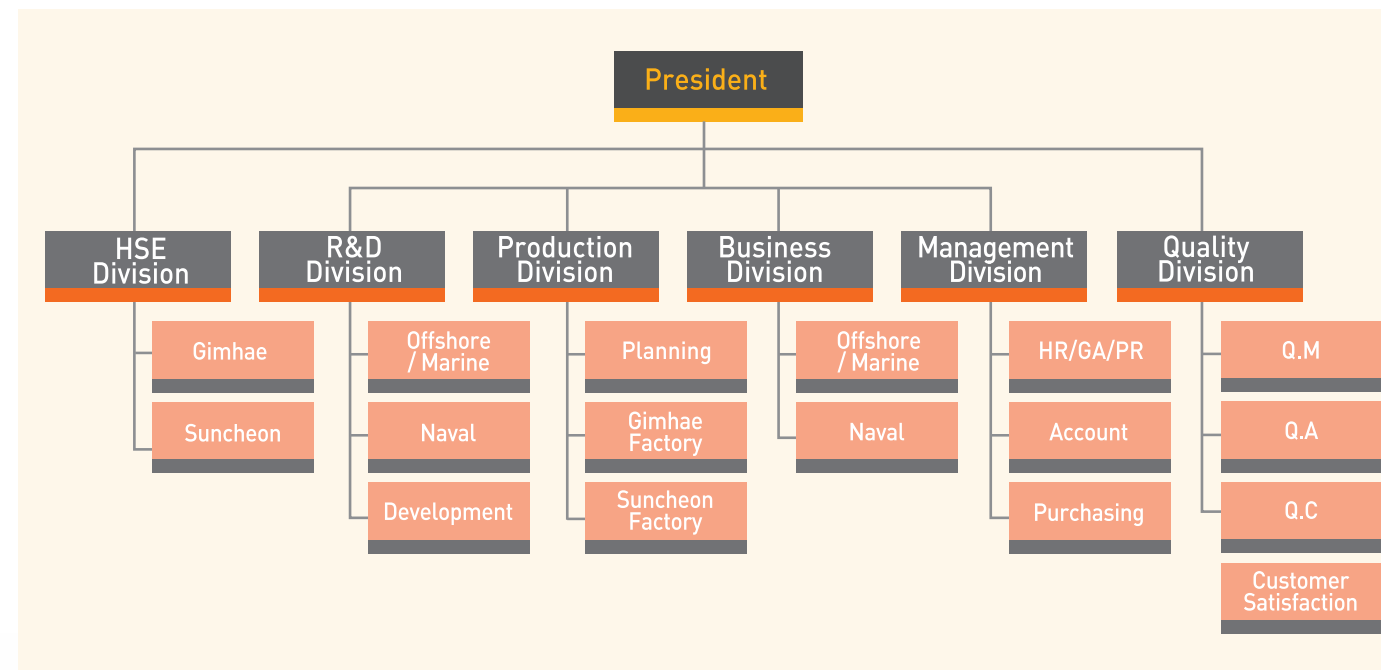 President
HSE
Division
R&D
Division
Production
Division
Business
Division
Management
Division
Quality
Division
Gimhae
Suncheon
Offshore
/ Marine
Naval
Development
Planning
Gimhae
Factory
Suncheon
Factory
Offshore
/ Marine
Naval
HR/GA/PR
Account
Purchasing
Q.M
Q.A
Q.C
Customer
Satisfaction